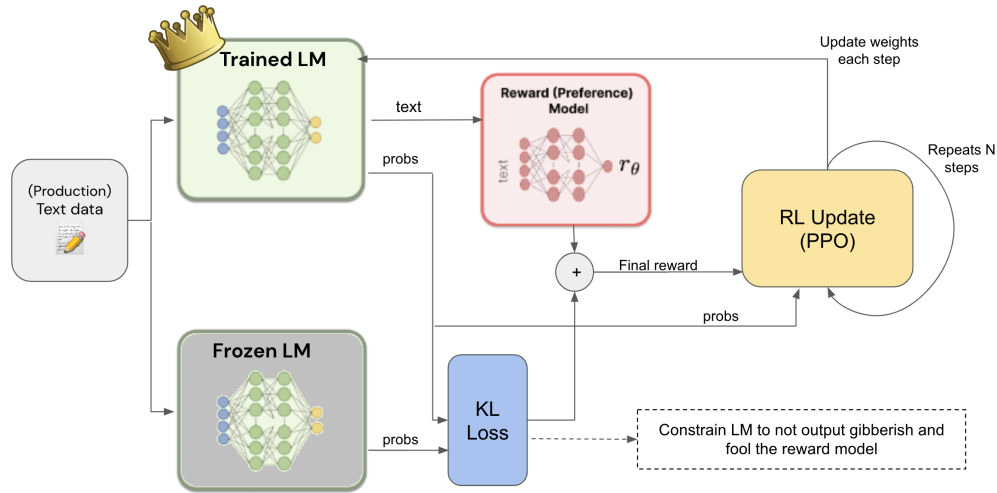 Trained LM
Update weights
each step
Reward (Preference)
Model
text
text
rθ
probs
Repeats N
steps
(Production)
Text data
RL Update
(PPO)
+
Final reward
probs
Frozen LM
KL
Loss
probs
Constrain LM to not output gibberish and
fool the reward model